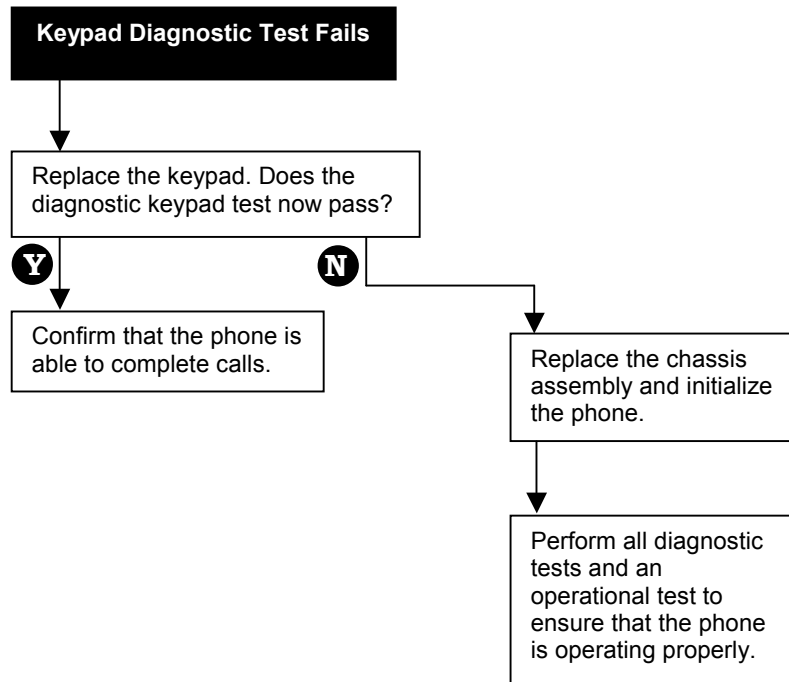 Keypad Diagnostic Test Fails
Replace the keypad. Does the
diagnostic keypad test now pass?
Y
N
Confirm that the phone is
able to complete calls.
Replace the chassis
assembly and initialize
the phone.
Perform all diagnostic
tests and an
operational test to
ensure that the phone
is operating properly.